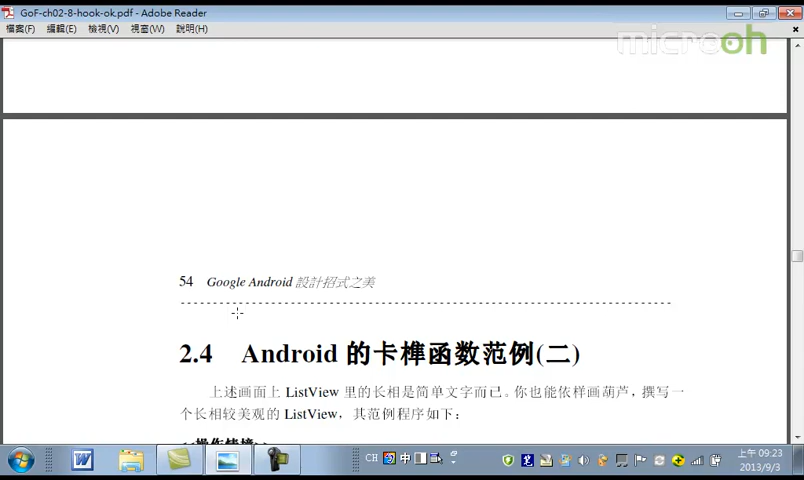 GoF-ch02-8-hook-ok.pdf - Adobe Reader
檔案(F) 編輯(E) 檢視(V) 視窗(W) 說明(H)
microoh
54 Google Android 設計招式之美
2.4 Android 的卡榫函数范例(二)
上述画面上 ListView 里的长相是简单文字而已。你也能依样画葫芦，撰写一
个长相较美观的 ListView，其范例程序如下：
CH 中
上午 09:23
2013/9/3